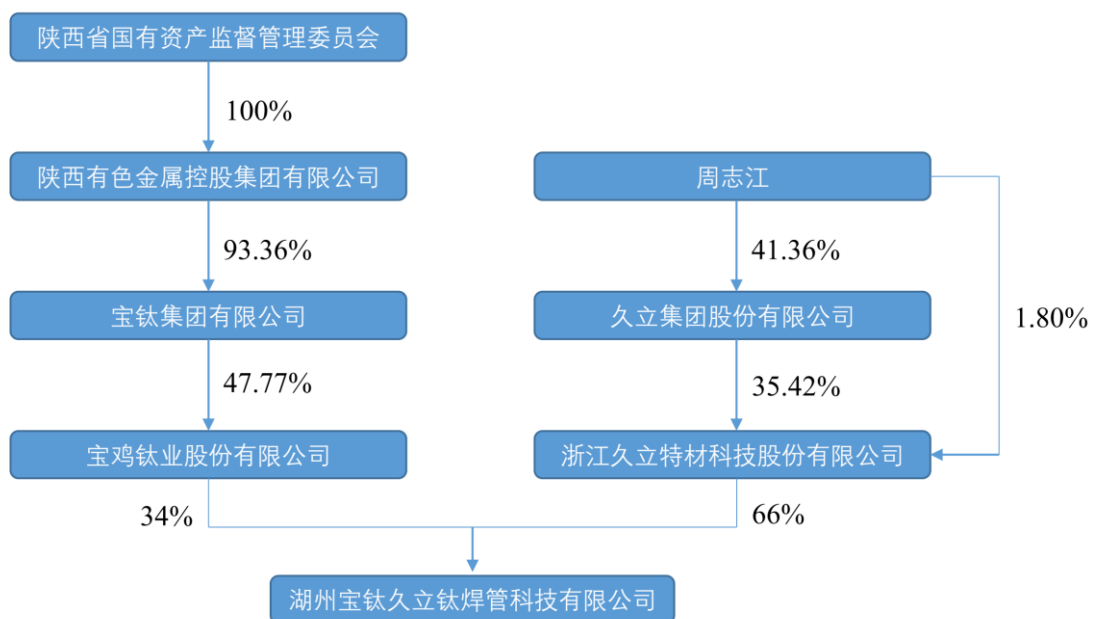 陕西省国有资产监督管理委员会
100%
陕西有色金属控股集团有限公司
周志江
93.36%
41.36%
宝钛集团有限公司
久立集团股份有限公司
1.80%
47.77%
35.42%
宝鸡钛业股份有限公司
浙江久立特材科技股份有限公司
34%
66%
湖州宝钛久立钛焊管科技有限公司